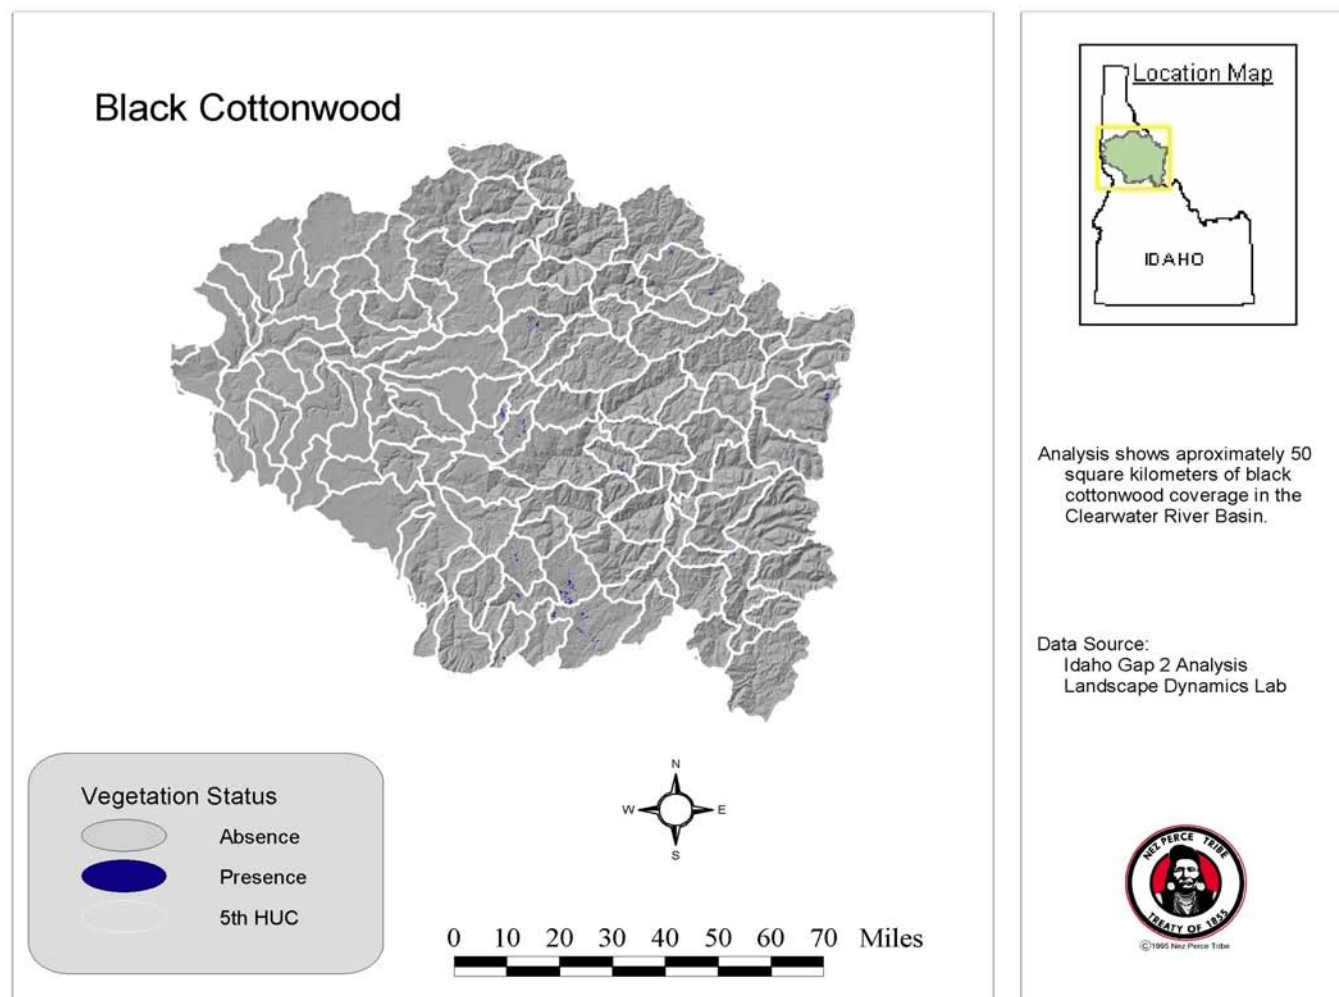 Black Cottonwood
Location Map
IDAHO
Analysis shows aproximately 50
square kilometers of black
cottonwood coverage in the
Clearwater River Basin.
Data Source:
Idaho Gap 2 Analysis
Landscape Dynamics Lab
Vegetation Status
Absence
Presence
5th HUC
N
W E
S
0 10 20 30 40 50 60 70 Miles
NEZ PERCE TRIBE
TREATY OF 1855
©1995 Nez Perce Tribe